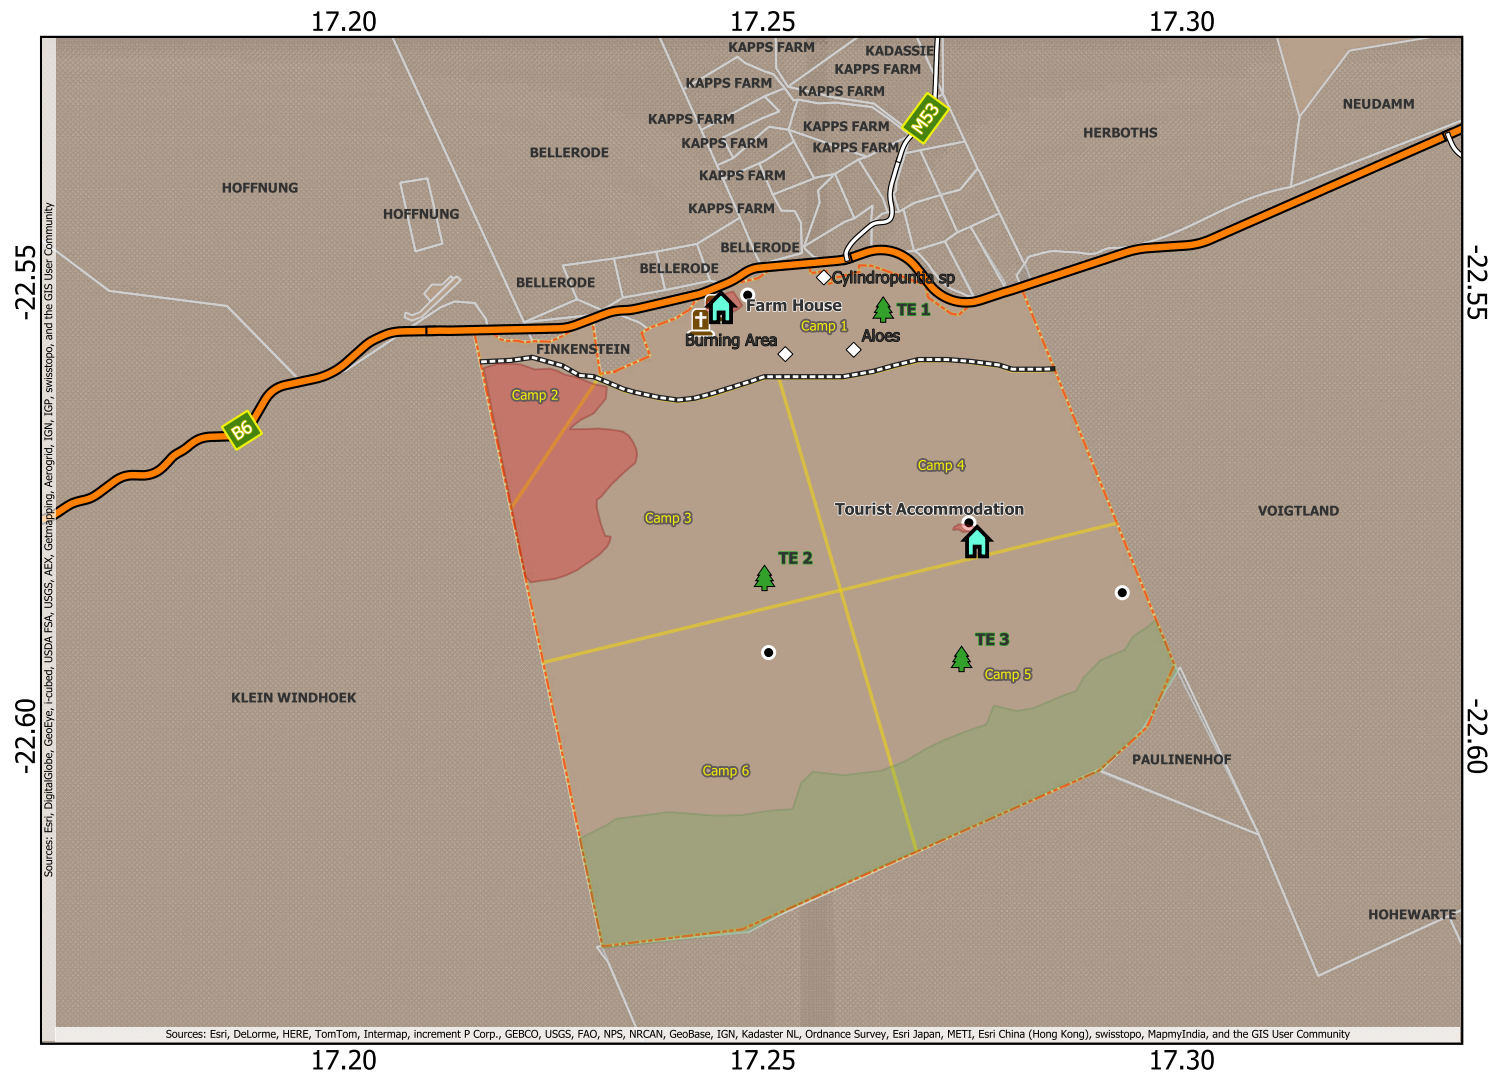 17.20 17.25 17.30
KAPPS FARM
KADASSIE
KAPPS FARM
KAPPS FARM
KAPPS FARM
NEUDAMM
KAPPS FARM
M53
KAPPS FARM
HERBOTHS
KAPPS FARM
KAPPS FARM
BELLERODE
KAPPS FARM
HOFFNUNG
KAPPS FARM
HOFFNUNG
BELLERODE
BELLERODE
BELLERODE
-22.55
-22.55
Cylindropuntia sp
Farm House
TE 1
Camp 1
Burning Area
Aloes
FINKENSTEIN
Camp 2
B6
Camp 4
Tourist Accommodation
Camp 3
VOIGTLAND
TE 2
TE 3
Camp 5
KLEIN WINDHOEK
-22.60
-22.60
PAULINENHOF
Camp 6
HOHEWARTE
Sources: Esri, DigitalGlobe, GeoEye, i-cubed, USDA FSA, USGS, AEX, Getmapping, Aerogrid, IGN, IGP, swisstopo, and the GIS User Community
Sources: Esri, DeLorme, HERE, TomTom, Intermap, increment P Corp., GEBCO, USGS, FAO, NPS, NRCAN, GeoBase, IGN, Kadaster NL, Ordnance Survey, Esri Japan, METI, Esri China (Hong Kong), swisstopo, MapmyIndia, and the GIS User Community
17.20 17.25 17.30